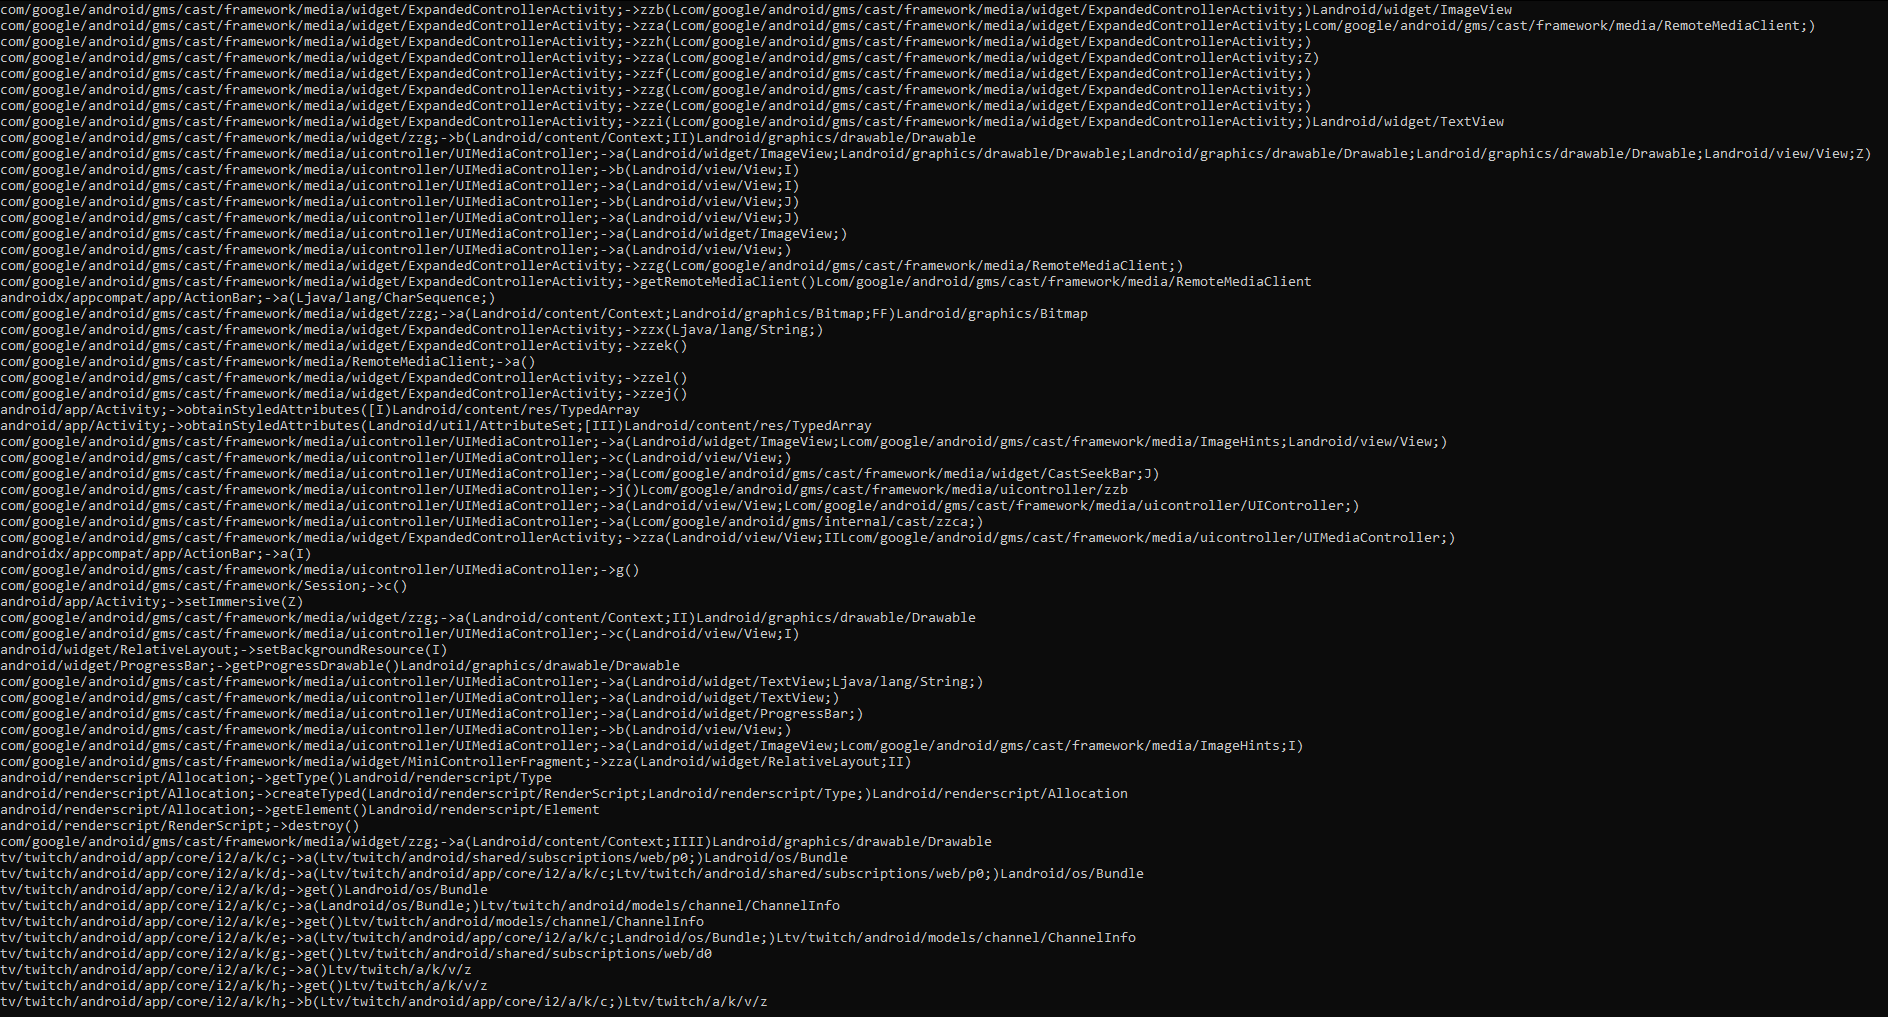 com/google/android/gms/cast/framework/media/widget/ExpandedControllerActivity;->zzb(Lcom/google/android/gms/cast/framework/media/widget/ExpandedControllerActivity;)Landroid/widget/ImageView
com/google/android/gms/cast/framework/media/widget/ExpandedControllerActivity;->zza(Lcom/google/android/gms/cast/framework/media/widget/ExpandedControllerActivity;Lcom/google/android/gms/cast/framework/media/RemoteMediaClient;)
com/google/android/gms/cast/framework/media/widget/ExpandedControllerActivity;->zzh(Lcom/google/android/gms/cast/framework/media/widget/ExpandedControllerActivity;)
com/google/android/gms/cast/framework/media/widget/ExpandedControllerActivity;->zza(Lcom/google/android/gms/cast/framework/media/widget/ExpandedControllerActivity;Z)
com/google/android/gms/cast/framework/media/widget/ExpandedControllerActivity;->zzf(Lcom/google/android/gms/cast/framework/media/widget/ExpandedControllerActivity;)
com/google/android/gms/cast/framework/media/widget/ExpandedControllerActivity;->zzg(Lcom/google/android/gms/cast/framework/media/widget/ExpandedControllerActivity;)
com/google/android/gms/cast/framework/media/widget/ExpandedControllerActivity;->zze(Lcom/google/android/gms/cast/framework/media/widget/ExpandedControllerActivity;)
com/google/android/gms/cast/framework/media/widget/ExpandedControllerActivity;->zzi(Lcom/google/android/gms/cast/framework/media/widget/ExpandedControllerActivity;)Landroid/widget/TextView
com/google/android/gms/cast/framework/media/widget/zzg;->b(Landroid/content/Context;II)Landroid/graphics/drawable/Drawable
com/google/android/gms/cast/framework/media/uicontroller/UIMediaController;->a(Landroid/widget/ImageView;Landroid/graphics/drawable/Drawable;Landroid/graphics/drawable/Drawable;Landroid/graphics/drawable/Drawable;Landroid/view/View;Z)
com/google/android/gms/cast/framework/media/uicontroller/UIMediaController;->b(Landroid/view/View;I)
com/google/android/gms/cast/framework/media/uicontroller/UIMediaController;->a(Landroid/view/View;I)
com/google/android/gms/cast/framework/media/uicontroller/UIMediaController;->b(Landroid/view/View;J)
com/google/android/gms/cast/framework/media/uicontroller/UIMediaController;->a(Landroid/view/View;J)
com/google/android/gms/cast/framework/media/uicontroller/UIMediaController;->a(Landroid/widget/ImageView;)
com/google/android/gms/cast/framework/media/uicontroller/UIMediaController;->a(Landroid/view/View;)
com/google/android/gms/cast/framework/media/widget/ExpandedControllerActivity;->zzg(Lcom/google/android/gms/cast/framework/media/RemoteMediaClient;)
com/google/android/gms/cast/framework/media/widget/ExpandedControllerActivity;->getRemoteMediaClient()Lcom/google/android/gms/cast/framework/media/RemoteMediaClient
androidx/appcompat/app/ActionBar;->a(Ljava/lang/CharSequence;)
com/google/android/gms/cast/framework/media/widget/zzg;->a(Landroid/content/Context;Landroid/graphics/Bitmap;FF)Landroid/graphics/Bitmap
com/google/android/gms/cast/framework/media/widget/ExpandedControllerActivity;->zzx(Ljava/lang/String;)
com/google/android/gms/cast/framework/media/widget/ExpandedControllerActivity;->zzek()
com/google/android/gms/cast/framework/media/RemoteMediaClient;->a()
com/google/android/gms/cast/framework/media/widget/ExpandedControllerActivity;->zzel()
com/google/android/gms/cast/framework/media/widget/ExpandedControllerActivity;->zzej()
android/app/Activity;->obtainStyledAttributes([I)Landroid/content/res/TypedArray
android/app/Activity;->obtainStyledAttributes(Landroid/util/AttributeSet;[III)Landroid/content/res/TypedArray
com/google/android/gms/cast/framework/media/uicontroller/UIMediaController;->a(Landroid/widget/ImageView;Lcom/google/android/gms/cast/framework/media/ImageHints;Landroid/view/View;)
com/google/android/gms/cast/framework/media/uicontroller/UIMediaController;->c(Landroid/view/View;)
com/google/android/gms/cast/framework/media/uicontroller/UIMediaController;->a(Lcom/google/android/gms/cast/framework/media/widget/CastSeekBar;J)
com/google/android/gms/cast/framework/media/uicontroller/UIMediaController;->j()Lcom/google/android/gms/cast/framework/media/uicontroller/zzb
com/google/android/gms/cast/framework/media/uicontroller/UIMediaController;->a(Landroid/view/View;Lcom/google/android/gms/cast/framework/media/uicontroller/UIController;)
com/google/android/gms/cast/framework/media/uicontroller/UIMediaController;->a(Lcom/google/android/gms/internal/cast/zzca;)
com/google/android/gms/cast/framework/media/widget/ExpandedControllerActivity;->zza(Landroid/view/View;IILcom/google/android/gms/cast/framework/media/uicontroller/UIMediaController;)
androidx/appcompat/app/ActionBar;->a(I)
com/google/android/gms/cast/framework/media/uicontroller/UIMediaController;->g()
com/google/android/gms/cast/framework/Session;->c()
android/app/Activity;->setImmersive(Z)
com/google/android/gms/cast/framework/media/widget/zzg;->a(Landroid/content/Context;II)Landroid/graphics/drawable/Drawable
com/google/android/gms/cast/framework/media/uicontroller/UIMediaController;->c(Landroid/view/View;I)
android/widget/RelativeLayout;->setBackgroundResource(I)
android/widget/ProgressBar;->getProgressDrawable()Landroid/graphics/drawable/Drawable
com/google/android/gms/cast/framework/media/uicontroller/UIMediaController;->a(Landroid/widget/TextView;Ljava/lang/String;)
com/google/android/gms/cast/framework/media/uicontroller/UIMediaController;->a(Landroid/widget/TextView;)
com/google/android/gms/cast/framework/media/uicontroller/UIMediaController;->a(Landroid/widget/ProgressBar;)
com/google/android/gms/cast/framework/media/uicontroller/UIMediaController;->b(Landroid/view/View;)
com/google/android/gms/cast/framework/media/uicontroller/UIMediaController;->a(Landroid/widget/ImageView;Lcom/google/android/gms/cast/framework/media/ImageHints;I)
com/google/android/gms/cast/framework/media/widget/MiniControllerFragment;->zza(Landroid/widget/RelativeLayout;II)
android/renderscript/Allocation;->getType()Landroid/renderscript/Type
android/renderscript/Allocation;->createTyped(Landroid/renderscript/RenderScript;Landroid/renderscript/Type;)Landroid/renderscript/Allocation
android/renderscript/Allocation;->getElement()Landroid/renderscript/Element
android/renderscript/RenderScript;->destroy()
com/google/android/gms/cast/framework/media/widget/zzg;->a(Landroid/content/Context;IIII)Landroid/graphics/drawable/Drawable
tv/twitch/android/app/core/i2/a/k/c;->a(Ltv/twitch/android/shared/subscriptions/web/p0;)Landroid/os/Bundle
tv/twitch/android/app/core/i2/a/k/d;->a(Ltv/twitch/android/app/core/i2/a/k/c;Ltv/twitch/android/shared/subscriptions/web/p0;)Landroid/os/Bundle
tv/twitch/android/app/core/i2/a/k/d;->get()Landroid/os/Bundle
tv/twitch/android/app/core/i2/a/k/c;->a(Landroid/os/Bundle;)Ltv/twitch/android/models/channel/ChannelInfo
tv/twitch/android/app/core/i2/a/k/e;->get()Ltv/twitch/android/models/channel/ChannelInfo
tv/twitch/android/app/core/i2/a/k/e;->a(Ltv/twitch/android/app/core/i2/a/k/c;Landroid/os/Bundle;)Ltv/twitch/android/models/channel/ChannelInfo
tv/twitch/android/app/core/i2/a/k/g;->get()Ltv/twitch/android/shared/subscriptions/web/d0
tv/twitch/android/app/core/i2/a/k/c;->a()Ltv/twitch/a/k/v/z
tv/twitch/android/app/core/i2/a/k/h;->get()Ltv/twitch/a/k/v/z
tv/twitch/android/app/core/i2/a/k/h;->b(Ltv/twitch/android/app/core/i2/a/k/c;)Ltv/twitch/a/k/v/z